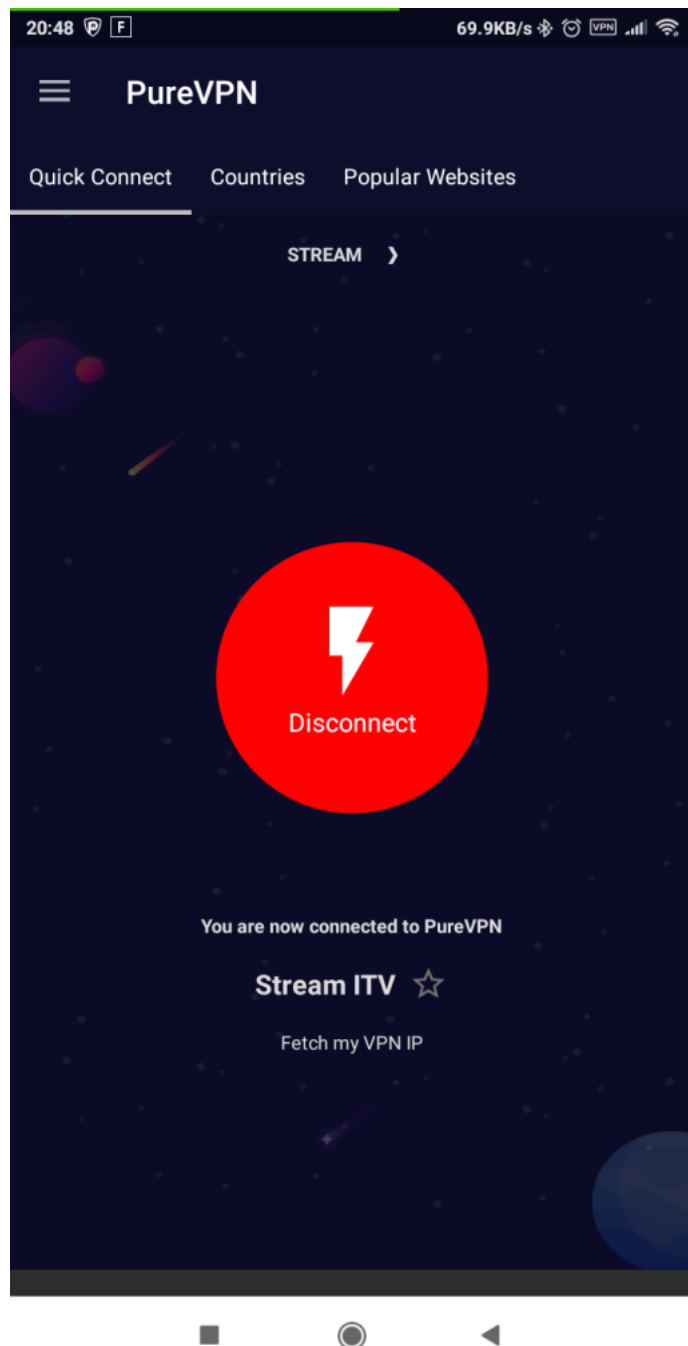 20:48 P F 69.9KB/s VPN
PureVPN
Quick Connect Countries Popular Websites
STREAM ❯
Disconnect
You are now connected to PureVPN
Stream ITV ☆
Fetch my VPN IP